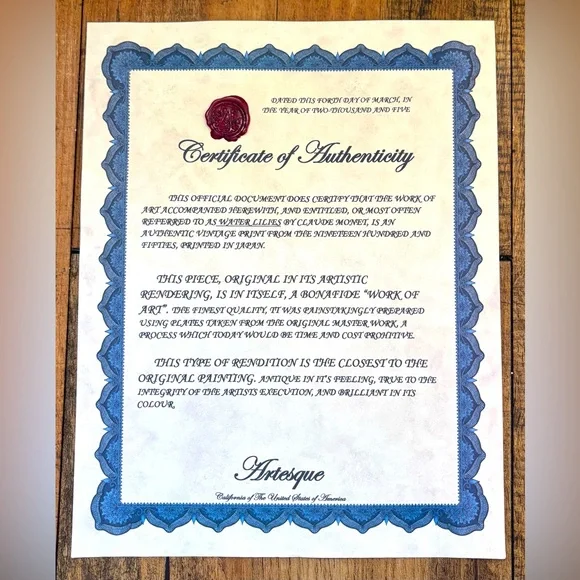 DATED THIS FORTH DAY OF MARCH, IN
THE YEAR OF TWO-THOUSAND AND FIVE
Certificate of Authenticity
THIS OFFICIAL DOCUMENT DOES CERTIFY THAT THE WORK OF
ART ACCOMPANIED HEREWITH, AND ENTITLED, OR MOST OFTEN
REFERRED TO AS WATER LILIES BY CLAUDE MONET, IS AN
AUTHENTIC VINTAGE PRINT FROM THE NINETEEN HUNDRED AND
FIFTIES, PRINTED IN JAPAN.
THIS PIECE, ORIGINAL IN ITS ARTISTIC
RENDERING, IS IN ITSELF, A BONAFIDE "WORK OF
ART". THE FINEST QUALITY, IT WAS PAINSTAKINGLY PREPARED
USING PLATES TAKEN FROM THE ORIGINAL MASTER WORK, A
PROCESS WHICH TODAY WOULD BE TIME AND COST PROHITIVE.
THIS TYPE OF RENDITION IS THE CLOSEST TO THE
ORIGINAL PAINTING. ANTIQUE IN IT'S FEELING, TRUE TO THE
INTEGRITY OF THE ARTISTS EXECUTION, AND BRILLIANT IN ITS
COLOUR.
Artesque
California of The United States of America